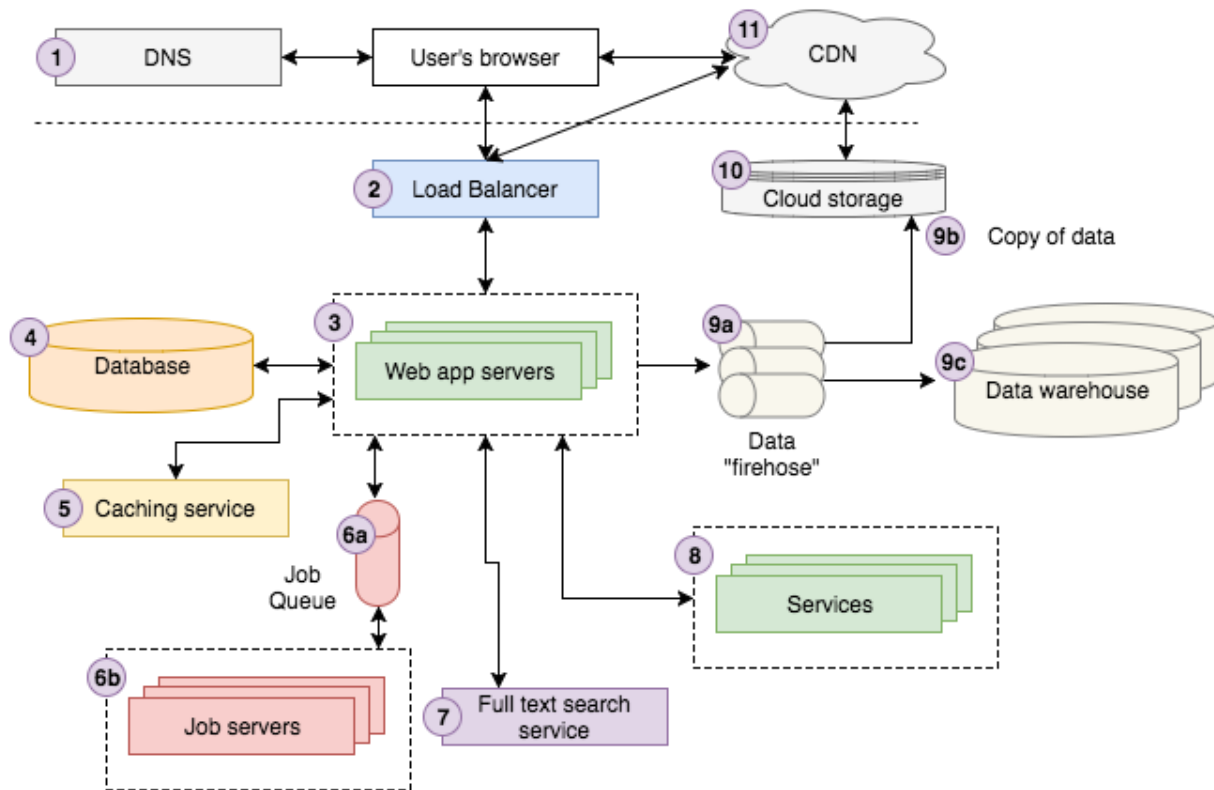 1
DNS
User's browser
11
CDN
2
Load Balancer
10
Cloud storage
9b
Copy of data
3
Web app servers
4
Database
9a
Data
"firehose"
9c
Data warehouse
5
Caching service
6a
Job
Queue
8
Services
6b
Job servers
7
Full text search
service